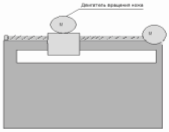 Двигатель вращения ножа